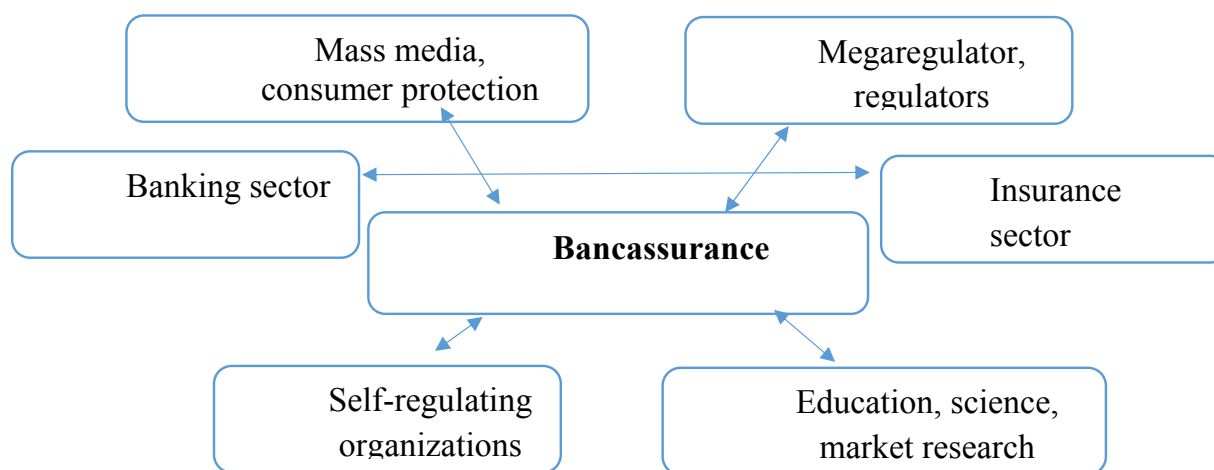 Mass media,
consumer protection
Megaregulator,
regulators
Banking sector
Insurance
sector
Bancassurance
Self-regulating
organizations
Education, science,
market research